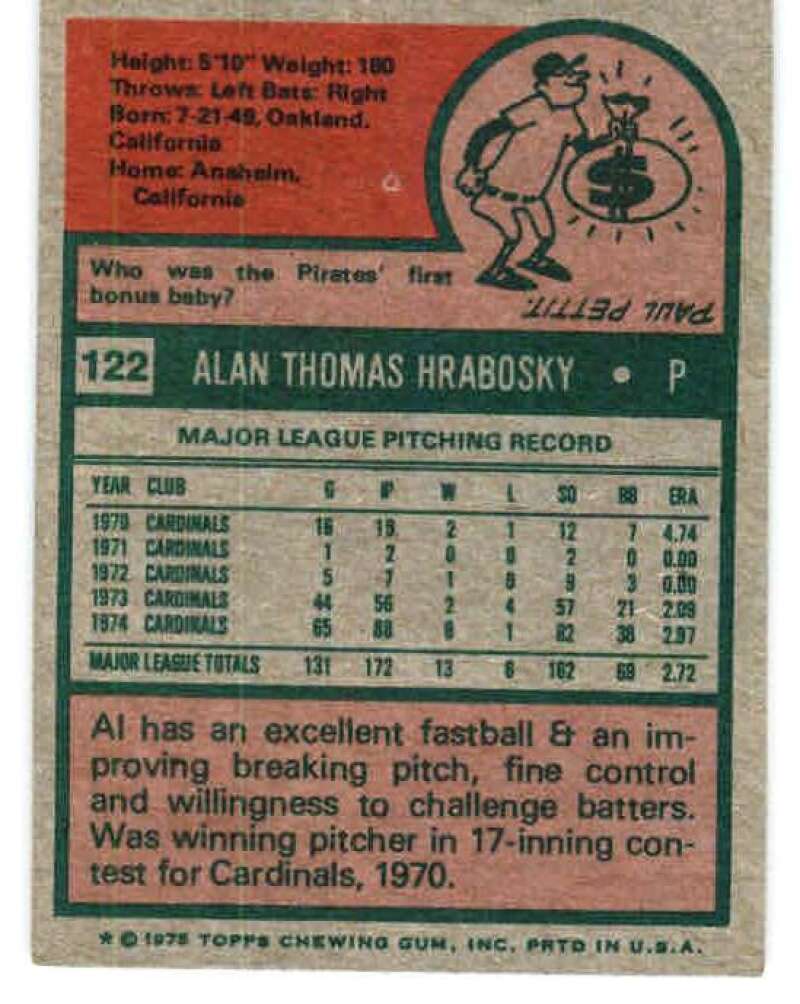 Height: 5'10" Weight: 180
Throws: Left Bats: Right
Born: 7-21-49, Oakland,
California
Home: Anaheim,
California
$
Who was the Pirates' first
bonus baby?
PAUL PETTIT.
122 ALAN THOMAS HRABOSKY • P
MAJOR LEAGUE PITCHING RECORD
YEAR CLUB G IP W L SO BB ERA
1970 CARDINALS 16 19 2 1 12 7 4.74
1971 CARDINALS 1 2 0 0 2 0 0.00
1972 CARDINALS 5 7 1 0 9 3 0.00
1973 CARDINALS 44 56 2 4 57 21 2.09
1974 CARDINALS 65 88 8 1 82 38 2.97
MAJOR LEAGUE TOTALS 131 172 13 6 162 69 2.72
Al has an excellent fastball & an im-
proving breaking pitch, fine control
and willingness to challenge batters.
Was winning pitcher in 17-inning con-
test for Cardinals, 1970.
* © 1975 TOPPS CHEWING GUM, INC. PRTD IN U.S.A.